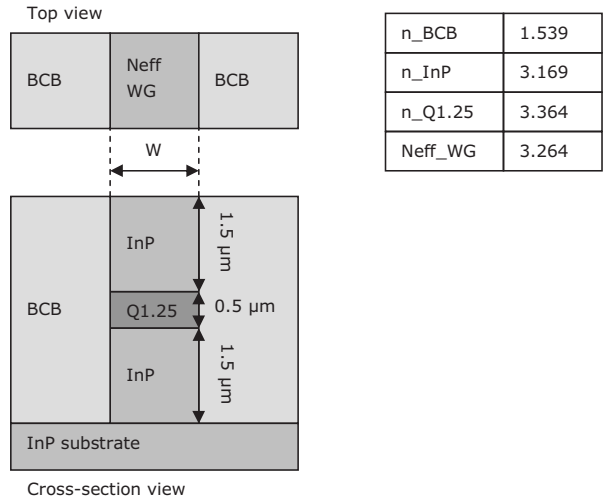 Top view
BCB
Neff
WG
BCB
W
InP
1.5 μm
BCB
Q1.25
0.5 μm
InP
1.5 μm
InP substrate
Cross-section view
n_BCB 1.539
n_InP 3.169
n_Q1.25 3.364
Neff_WG 3.264